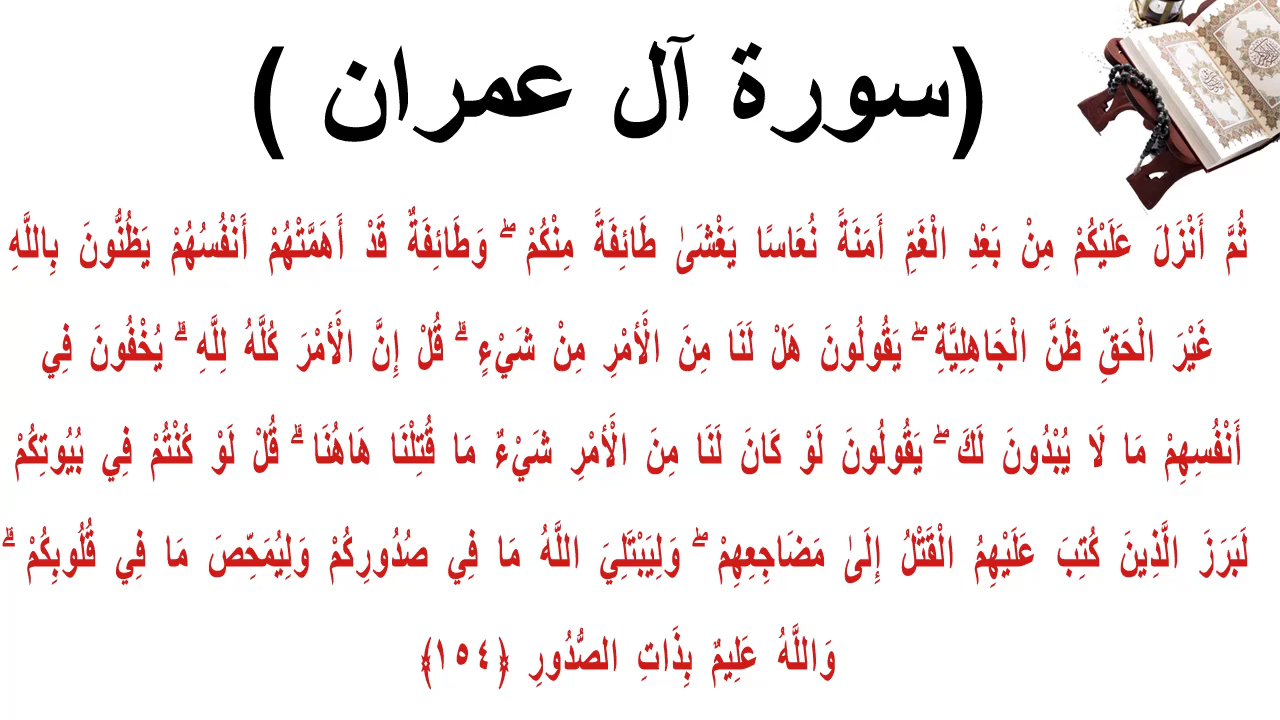 (سورة آل عمران )
ثُمَّ أَنْزَلَ عَلَيْكُمْ مِنْ بَعْدِ الْغَمِّ أَمَنَةً نُعَاسًا يَغْشَىٰ طَائِفَةً مِنْكُمْ ۖ وَطَائِفَةٌ قَدْ أَهَمَّتْهُمْ أَنْفُسُهُمْ يَظُنُّونَ بِاللَّهِ
غَيْرَ الْحَقِّ ظَنَّ الْجَاهِلِيَّةِ ۖ يَقُولُونَ هَلْ لَنَا مِنَ الْأَمْرِ مِنْ شَيْءٍ ۗ قُلْ إِنَّ الْأَمْرَ كُلَّهُ لِلَّهِ ۗ يُخْفُونَ فِي
أَنْفُسِهِمْ مَا لَا يُبْدُونَ لَكَ ۖ يَقُولُونَ لَوْ كَانَ لَنَا مِنَ الْأَمْرِ شَيْءٌ مَا قُتِلْنَا هَاهُنَا ۗ قُلْ لَوْ كُنْتُمْ فِي بُيُوتِكُمْ
لَبَرَزَ الَّذِينَ كُتِبَ عَلَيْهِمُ الْقَتْلُ إِلَىٰ مَضَاجِعِهِمْ ۖ وَلِيَبْتَلِيَ اللَّهُ مَا فِي صُدُورِكُمْ وَلِيُمَحِّصَ مَا فِي قُلُوبِكُمْ ۗ
وَاللَّهُ عَلِيمٌ بِذَاتِ الصُّدُورِ ﴿١٥٤﴾